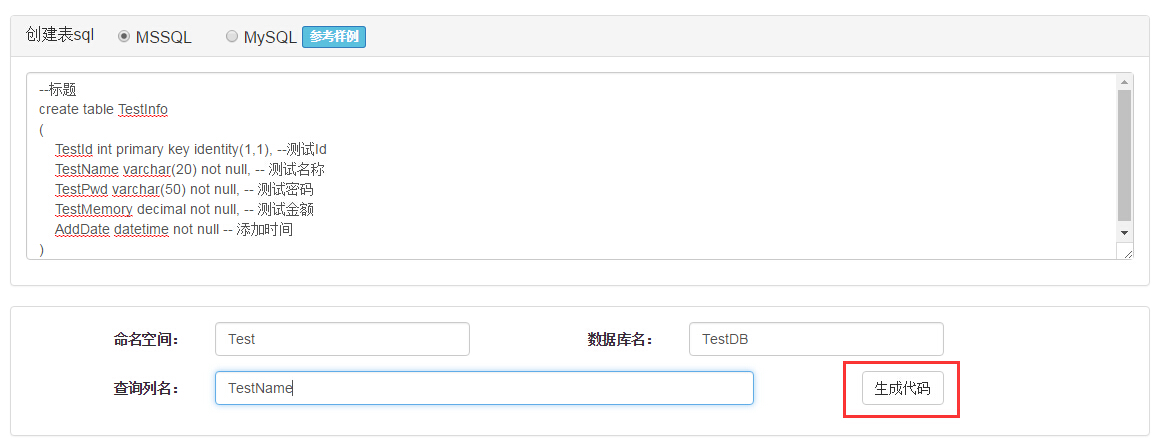 创建表sql MSSQL MySQL 参考样例
--标题
create table TestInfo
(
TestId int primary key identity(1,1), --测试Id
TestName varchar(20) not null, -- 测试名称
TestPwd varchar(50) not null, -- 测试密码
TestMemory decimal not null, -- 测试金额
AddDate datetime not null -- 添加时间
)
命名空间： Test 数据库名： TestDB
查询列名： TestName 生成代码